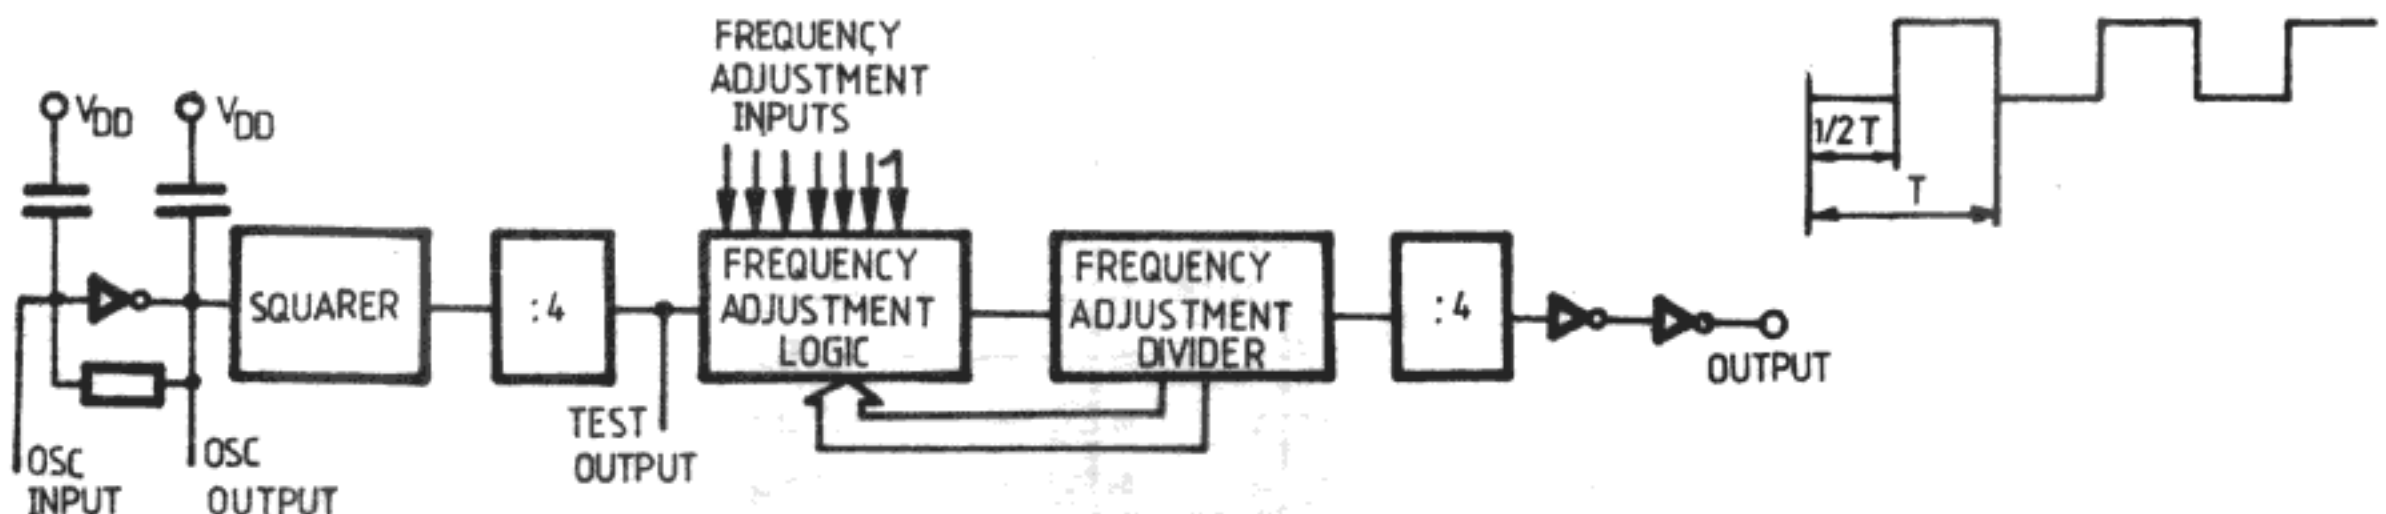 FREQUENCY
ADJUSTMENT
INPUTS
VDD
VDD
1/2 T
T
SQUARER
:4
FREQUENCY
ADJUSTMENT
LOGIC
FREQUENCY
ADJUSTMENT
DIVIDER
:4
OUTPUT
TEST
OUTPUT
OSC
INPUT
OSC
OUTPUT